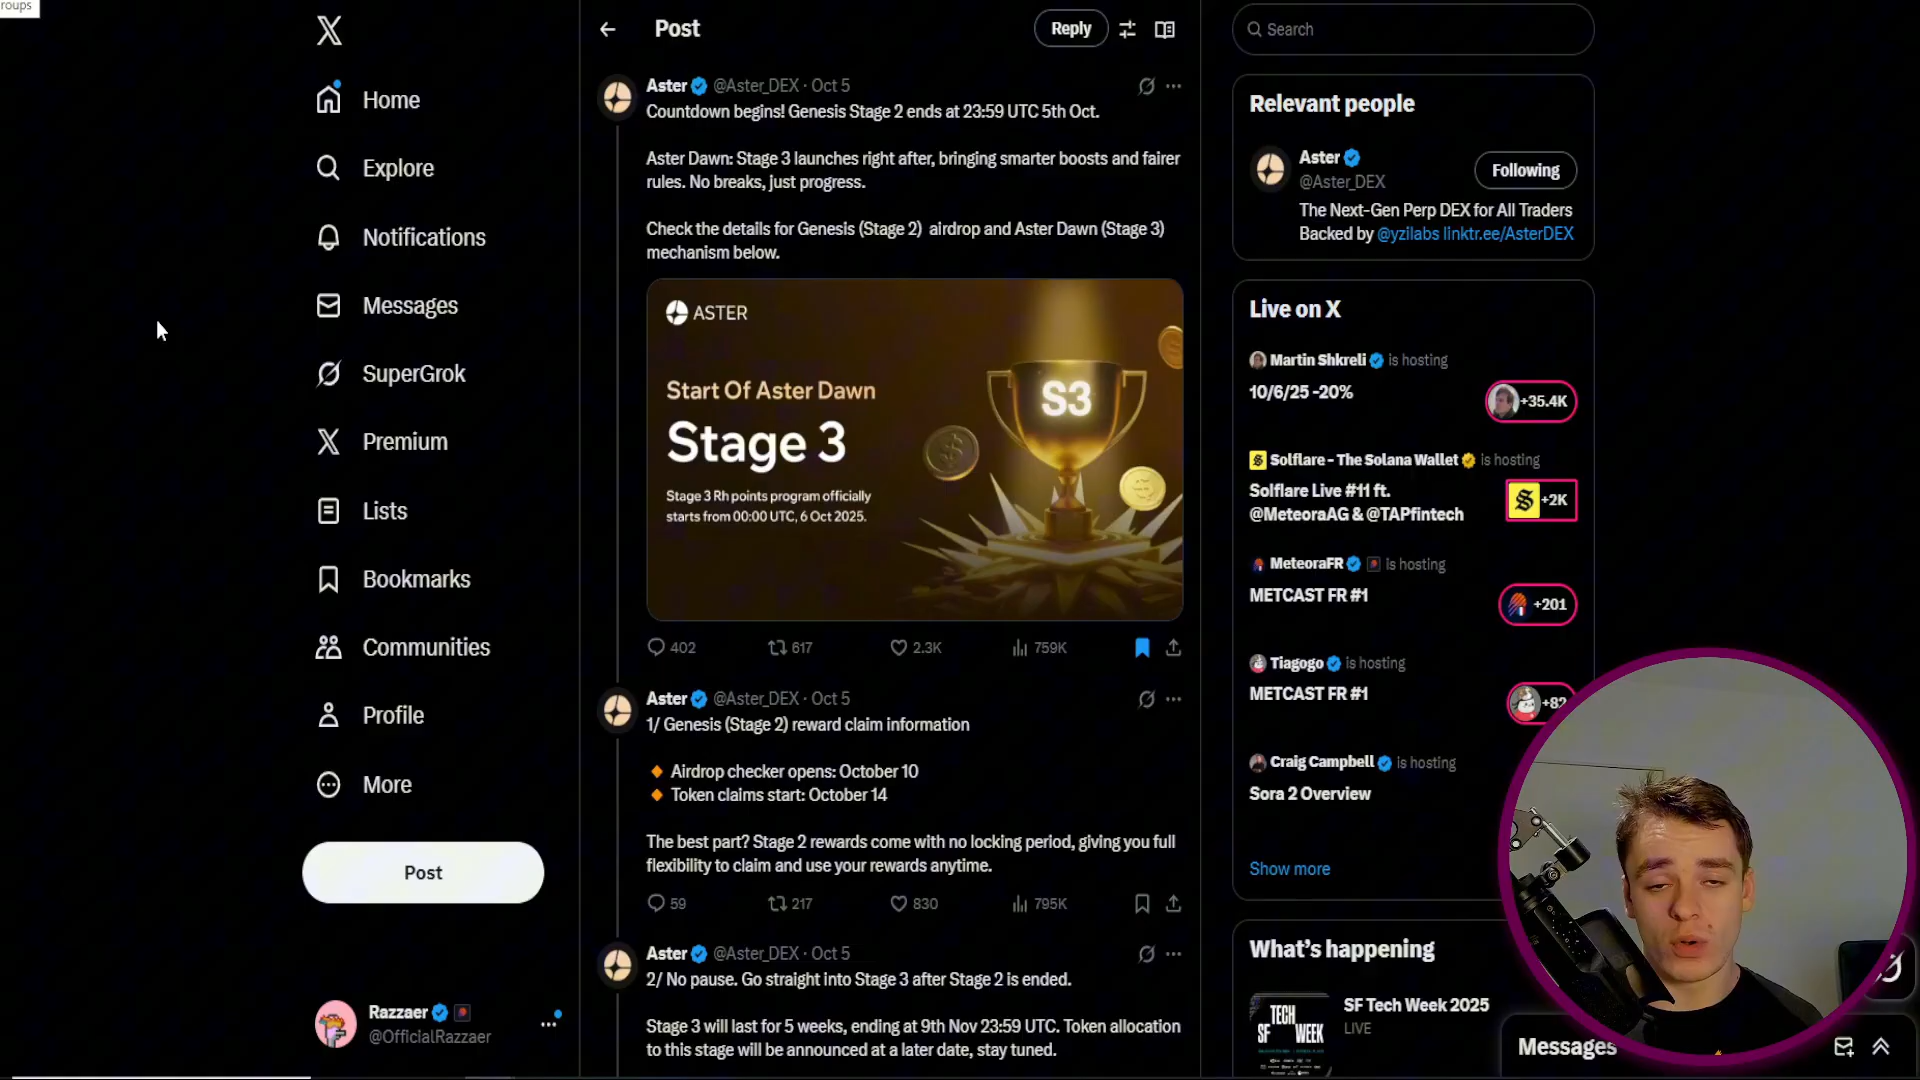 roups
Home
Explore
Notifications
Messages
SuperGrok
Premium
Lists
Bookmarks
Communities
Profile
More
Post
Razzaer
@OfficialRazzaer
Post
Reply
Aster @Aster_DEX · Oct 5
Countdown begins! Genesis Stage 2 ends at 23:59 UTC 5th Oct.
Aster Dawn: Stage 3 launches right after, bringing smarter boosts and fairer
rules. No breaks, just progress.
Check the details for Genesis (Stage 2) airdrop and Aster Dawn (Stage 3)
mechanism below.
ASTER
Start Of Aster Dawn
Stage 3
Stage 3 Rh points program officially
starts from 00:00 UTC, 6 Oct 2025.
S3
402 617 2.3K 759K
Aster @Aster_DEX · Oct 5
1/ Genesis (Stage 2) reward claim information
🔸 Airdrop checker opens: October 10
🔸 Token claims start: October 14
The best part? Stage 2 rewards come with no locking period, giving you full
flexibility to claim and use your rewards anytime.
59 217 830 795K
Aster @Aster_DEX · Oct 5
2/ No pause. Go straight into Stage 3 after Stage 2 is ended.
Stage 3 will last for 5 weeks, ending at 9th Nov 23:59 UTC. Token allocation
to this stage will be announced at a later date, stay tuned.
Search
Relevant people
Aster
@Aster_DEX
Following
The Next-Gen Perp DEX for All Traders
Backed by @yzilabs linktr.ee/AsterDEX
Live on X
Martin Shkreli is hosting
10/6/25 -20%
+35.4K
Solflare - The Solana Wallet is hosting
Solflare Live #11 ft.
@MeteoraAG & @TAPfintech
+2K
MeteoraFR is hosting
METCAST FR #1
+201
Tiagogo is hosting
METCAST FR #1
+82
Craig Campbell is hosting
Sora 2 Overview
Show more
What's happening
SF Tech Week 2025
LIVE
SF TECH WEEK
Messages